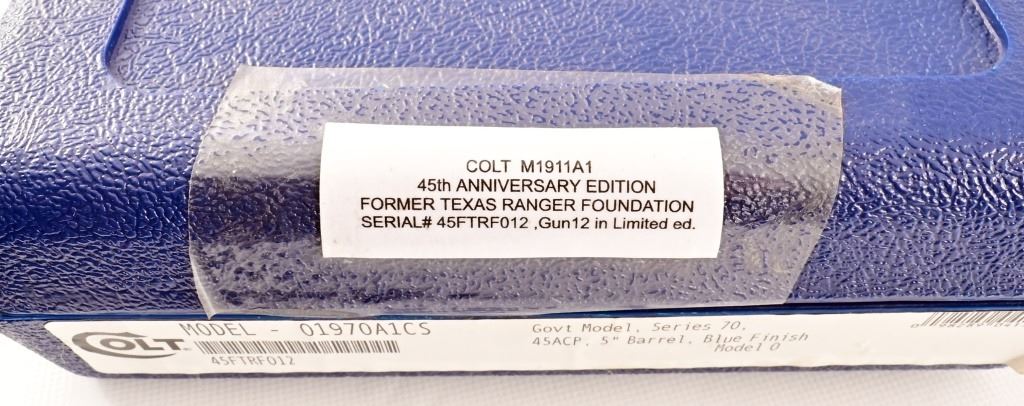 COLT M1911A1
45th ANNIVERSARY EDITION
FORMER TEXAS RANGER FOUNDATION
SERIAL# 45FTRF012 ,Gun12 in Limited ed.
COLT
MODEL - 01970A1CS
45FTRF012
Govt Model, Series 70,
45ACP, 5" Barrel, Blue Finish
Model O